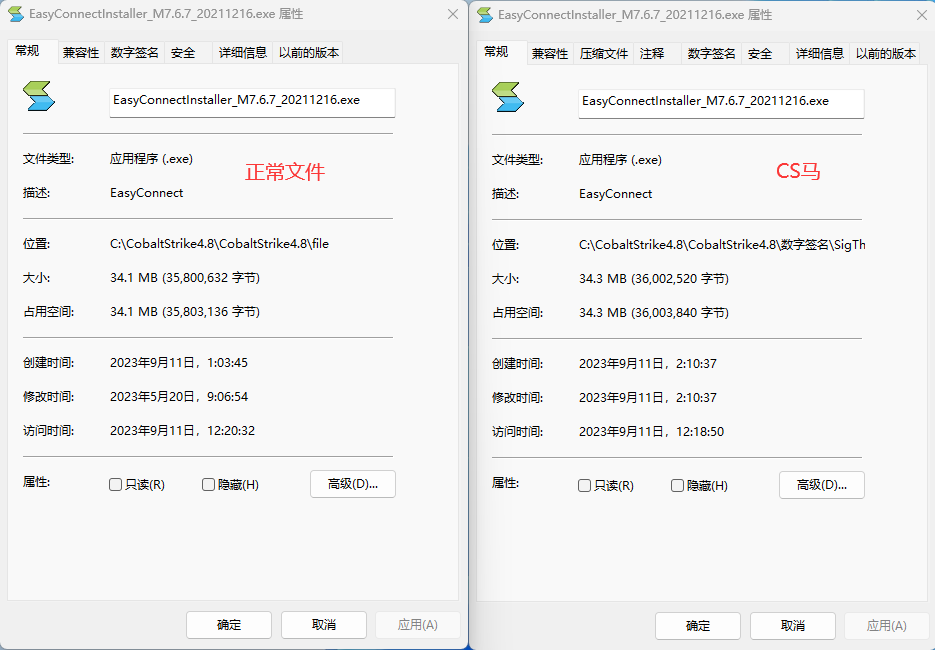 EasyConnectInstaller_M7.6.7_20211216.exe 属性
常规 兼容性 数字签名 安全 详细信息 以前的版本
EasyConnectInstaller_M7.6.7_20211216.exe
文件类型: 应用程序 (.exe)
正常文件
描述: EasyConnect
位置: C:\CobaltStrike4.8\CobaltStrike4.8\file
大小: 34.1 MB (35,800,632 字节)
占用空间: 34.1 MB (35,803,136 字节)
创建时间: 2023年9月11日，1:03:45
修改时间: 2023年5月20日，9:06:54
访问时间: 2023年9月11日，12:20:32
属性: 只读(R) 隐藏(H) 高级(D)...
确定 取消 应用(A)
EasyConnectInstaller_M7.6.7_20211216.exe 属性
常规 兼容性 压缩文件 注释 数字签名 安全 详细信息 以前的版本
EasyConnectInstaller_M7.6.7_20211216.exe
文件类型: 应用程序 (.exe)
CS马
描述: EasyConnect
位置: C:\CobaltStrike4.8\CobaltStrike4.8\数字签名\SigTh
大小: 34.3 MB (36,002,520 字节)
占用空间: 34.3 MB (36,003,840 字节)
创建时间: 2023年9月11日，2:10:37
修改时间: 2023年9月11日，2:10:37
访问时间: 2023年9月11日，12:18:50
属性: 只读(R) 隐藏(H) 高级(D)...
确定 取消 应用(A)